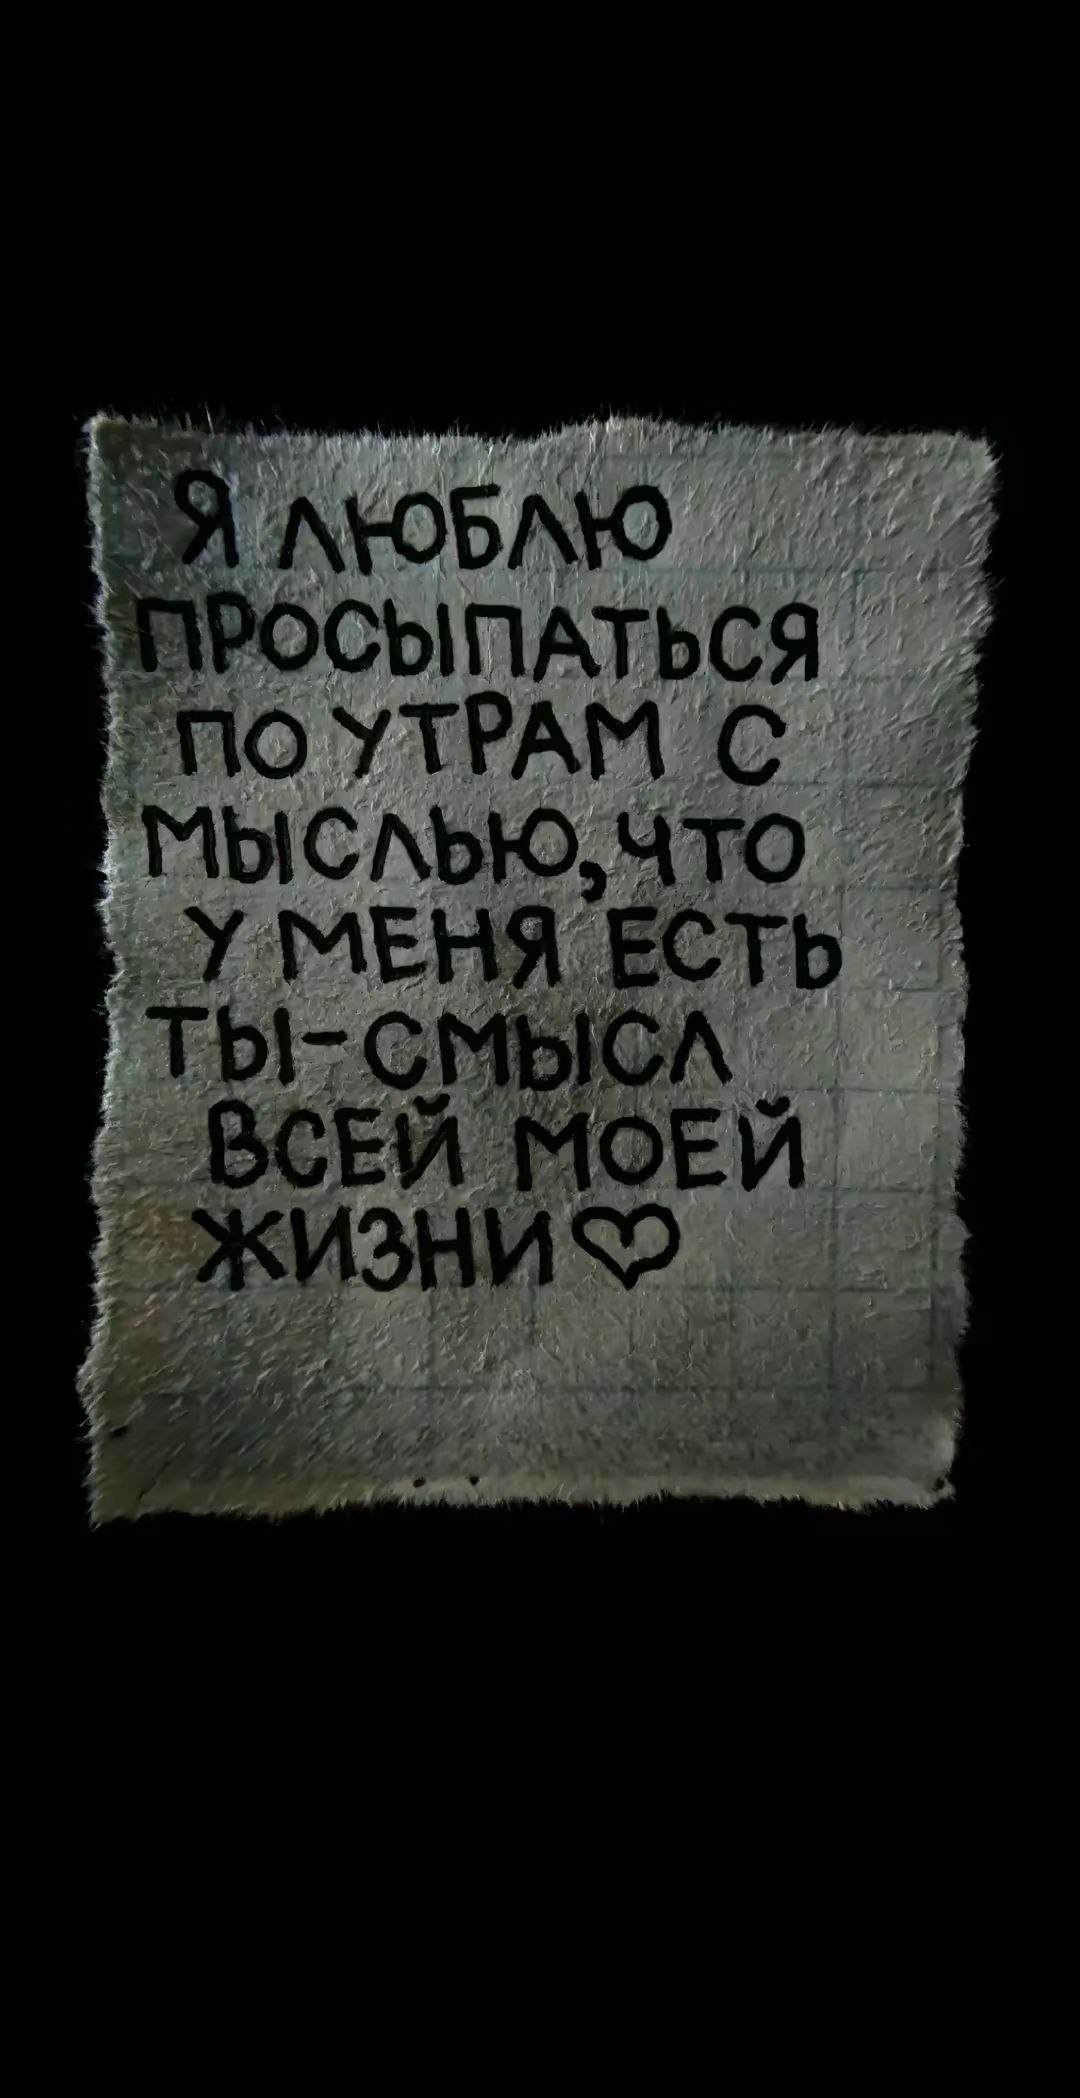 Я ЛЮБЛЮ
ПРОСЫПАТЬСЯ
ПО УТРАМ С
МЫСЛЬЮ, ЧТО
У МЕНЯ ЕСТЬ
ТЫ-СМЫСЛ
ВСЕЙ МОЕЙ
ЖИЗНИ♡